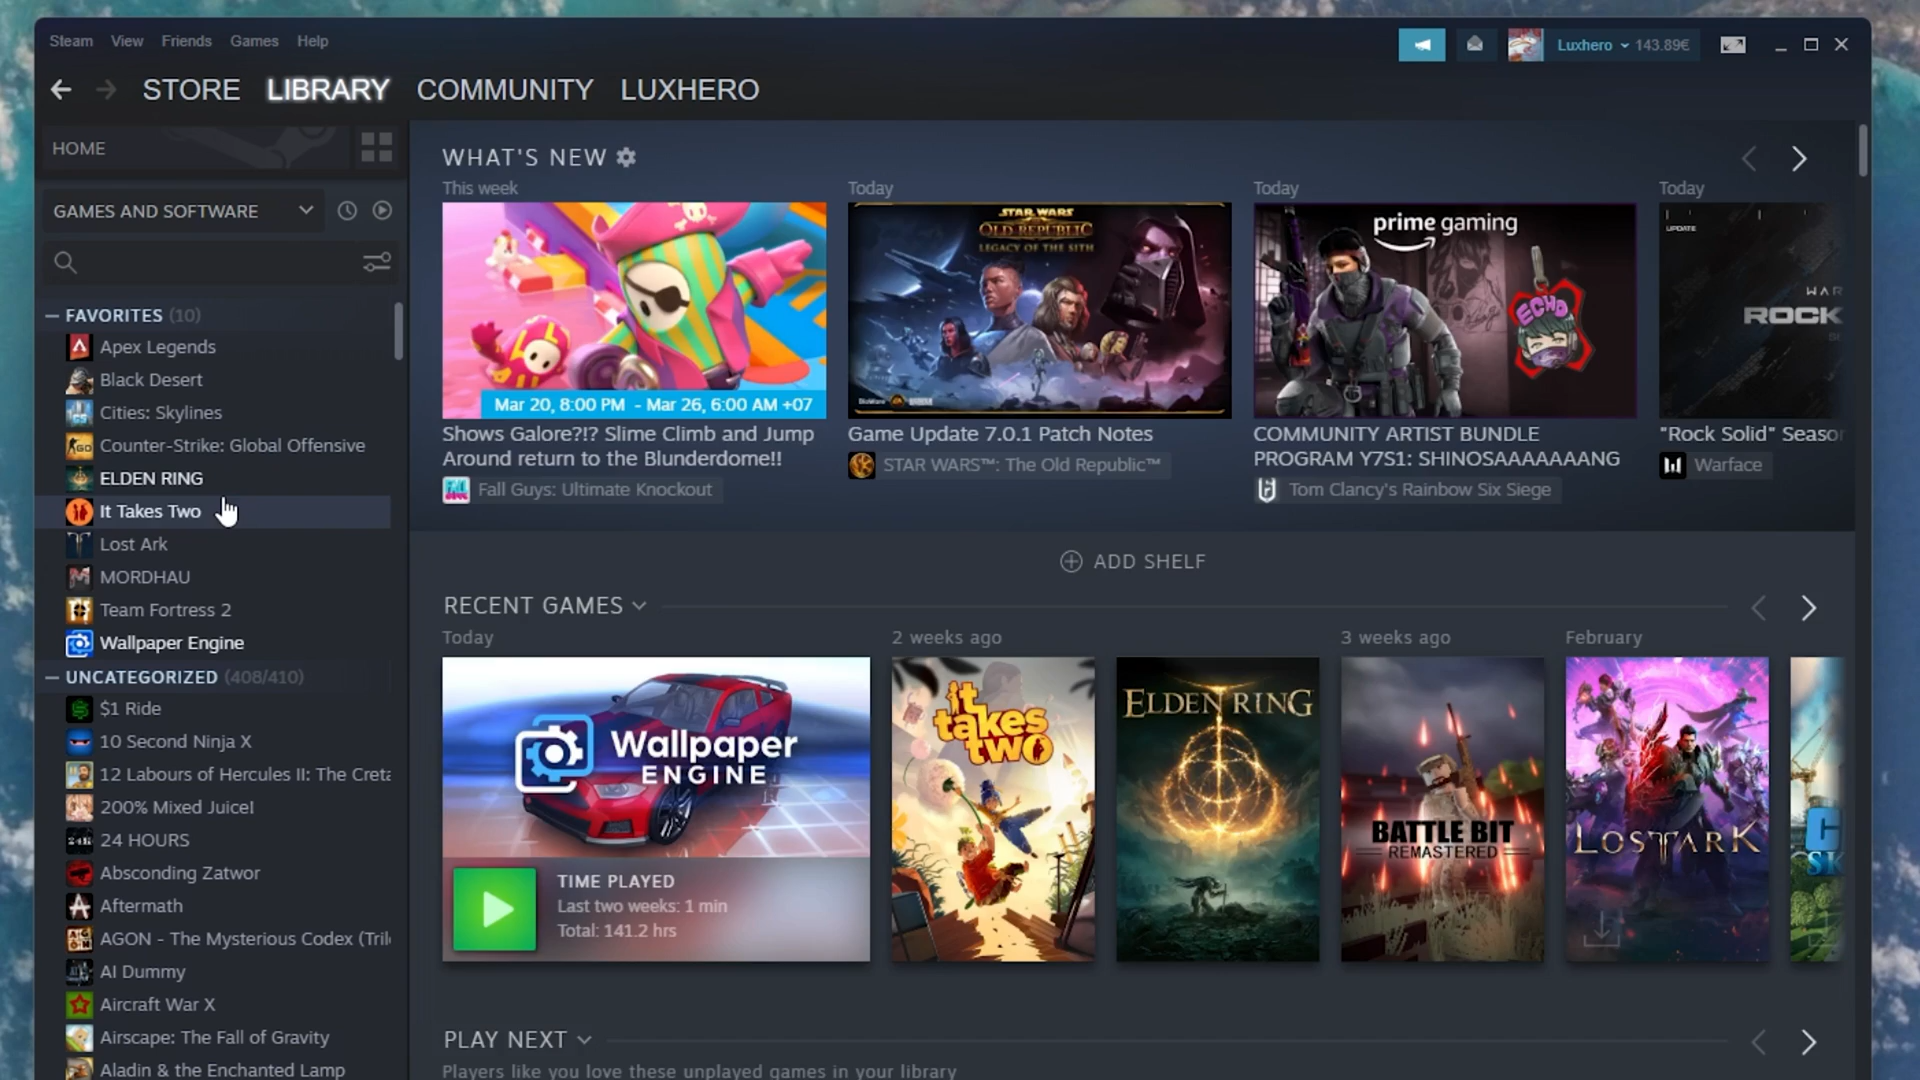 Steam View Friends Games Help
Luxhero 143.89€
STORE LIBRARY COMMUNITY LUXHERO
HOME
GAMES AND SOFTWARE
FAVORITES (10)
Apex Legends
Black Desert
Cities: Skylines
Counter-Strike: Global Offensive
ELDEN RING
It Takes Two
Lost Ark
MORDHAU
Team Fortress 2
Wallpaper Engine
UNCATEGORIZED (408/410)
$1 Ride
10 Second Ninja X
12 Labours of Hercules II: The Creta
200% Mixed Juice!
24 HOURS
Absconding Zatwor
Aftermath
AGON - The Mysterious Codex (Tril
AI Dummy
Aircraft War X
Airscape: The Fall of Gravity
Aladin & the Enchanted Lamp
WHAT'S NEW
This week
Mar 20, 8:00 PM - Mar 26, 6:00 AM +07
Shows Galore?!? Slime Climb and Jump
Around return to the Blunderdome!!
Fall Guys: Ultimate Knockout
Today
STAR WARS
OLD REPUBLIC
LEGACY OF THE SITH
Game Update 7.0.1 Patch Notes
STAR WARS™: The Old Republic™
Today
prime gaming
ECHO
COMMUNITY ARTIST BUNDLE
PROGRAM Y7S1: SHINOSAAAAAAANG
Tom Clancy's Rainbow Six Siege
Today
UPDATE
WAR
ROCK
"Rock Solid" Season
Warface
ADD SHELF
RECENT GAMES
Today
Wallpaper
ENGINE
TIME PLAYED
Last two weeks: 1 min
Total: 141.2 hrs
2 weeks ago
it
takes
two
ELDEN RING
3 weeks ago
BATTLE BIT
REMASTERED
February
LOST ARK
C
SK
PLAY NEXT
Players like you love these unplayed games in your library